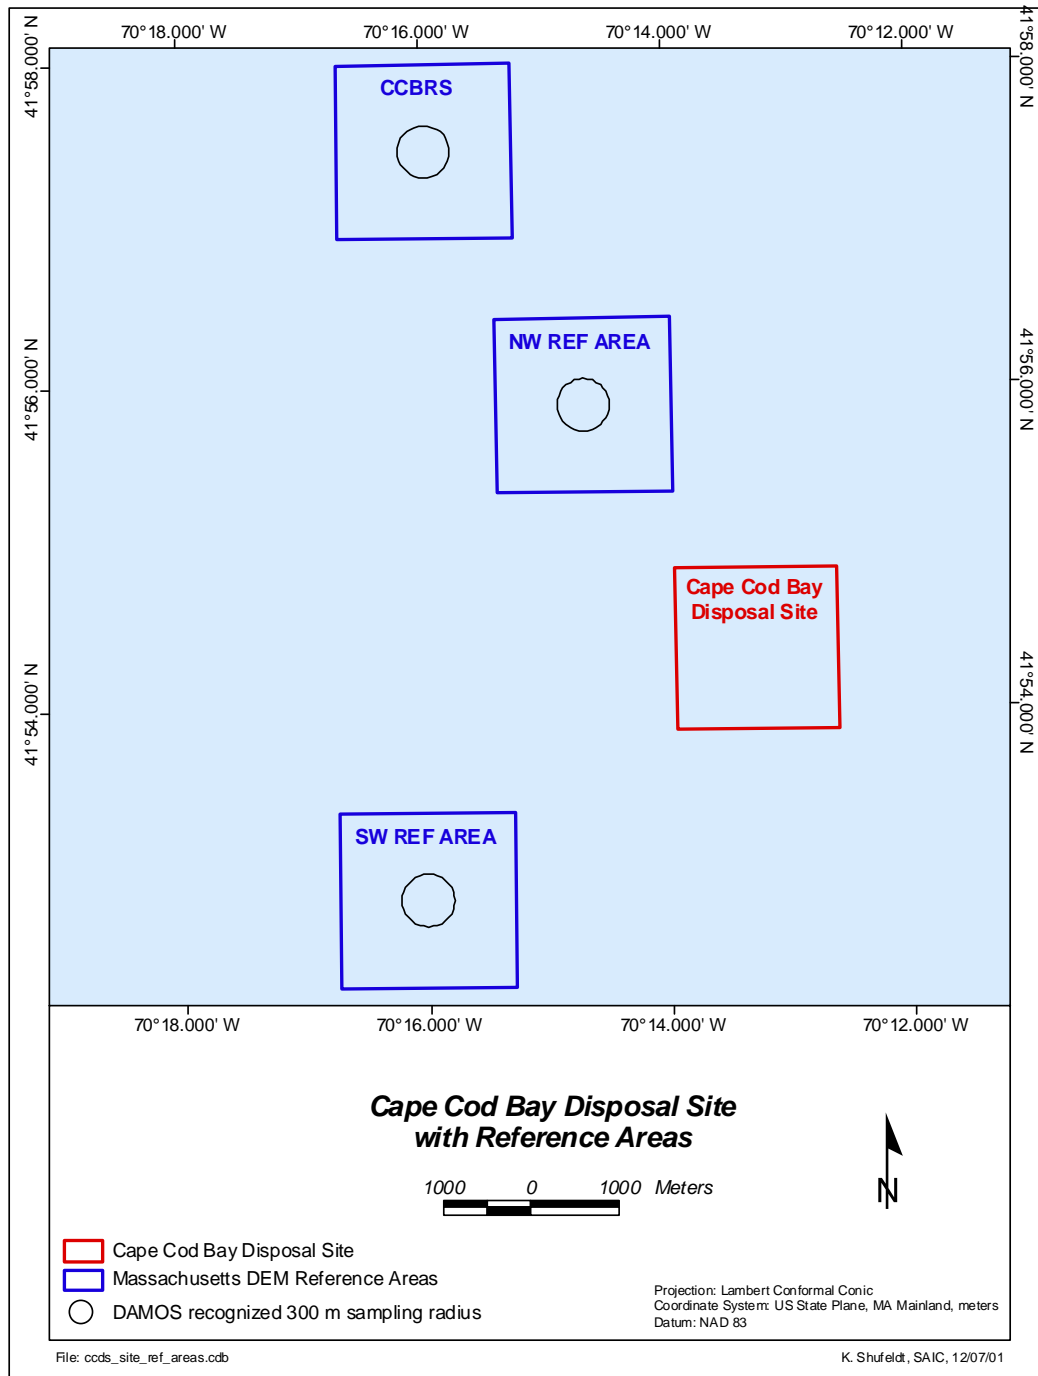 70°18.000' W 70°16.000' W 70°14.000' W 70°12.000' W
41°58.000' N
41°58.000' N
CCBRS
NW REF AREA
41°56.000' N
41°56.000' N
Cape Cod Bay
Disposal Site
41°54.000' N
41°54.000' N
SW REF AREA
70°18.000' W 70°16.000' W 70°14.000' W 70°12.000' W
Cape Cod Bay Disposal Site
with Reference Areas
1000 0 1000 Meters
N
Cape Cod Bay Disposal Site
Massachusetts DEM Reference Areas
DAMOS recognized 300 m sampling radius
Projection: Lambert Conformal Conic
Coordinate System: US State Plane, MA Mainland, meters
Datum: NAD 83
File: ccds_site_ref_areas.cdb
K. Shufeldt, SAIC, 12/07/01